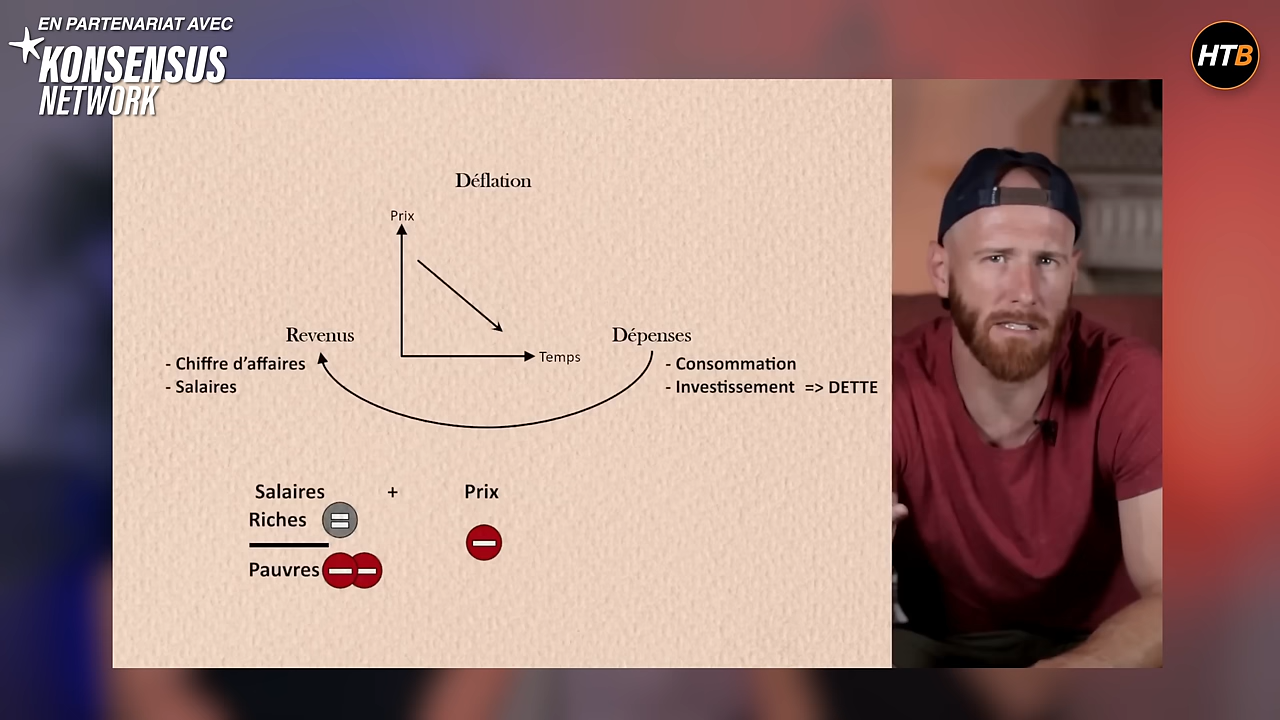 EN PARTENARIAT AVEC
KONSENSUS
NETWORK
HTB
Déflation
Prix
Temps
Revenus
- Chiffre d’affaires
- Salaires
Dépenses
- Consommation
- Investissement => DETTE
Salaires + Prix
Riches
Pauvres